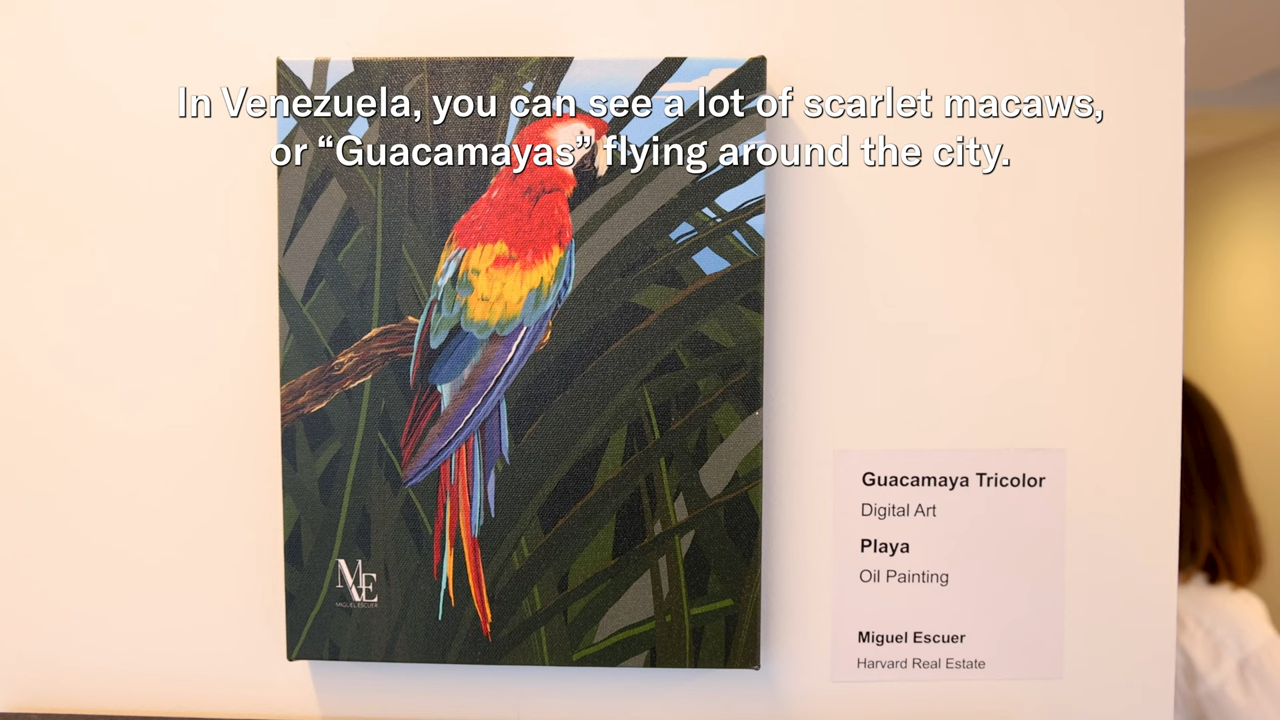 In Venezuela, you can see a lot of scarlet macaws,
or “Guacamayas” flying around the city.
Guacamaya Tricolor
Digital Art
Playa
Oil Painting
Miguel Escuer
Harvard Real Estate
ME
MIGUEL ESCUER